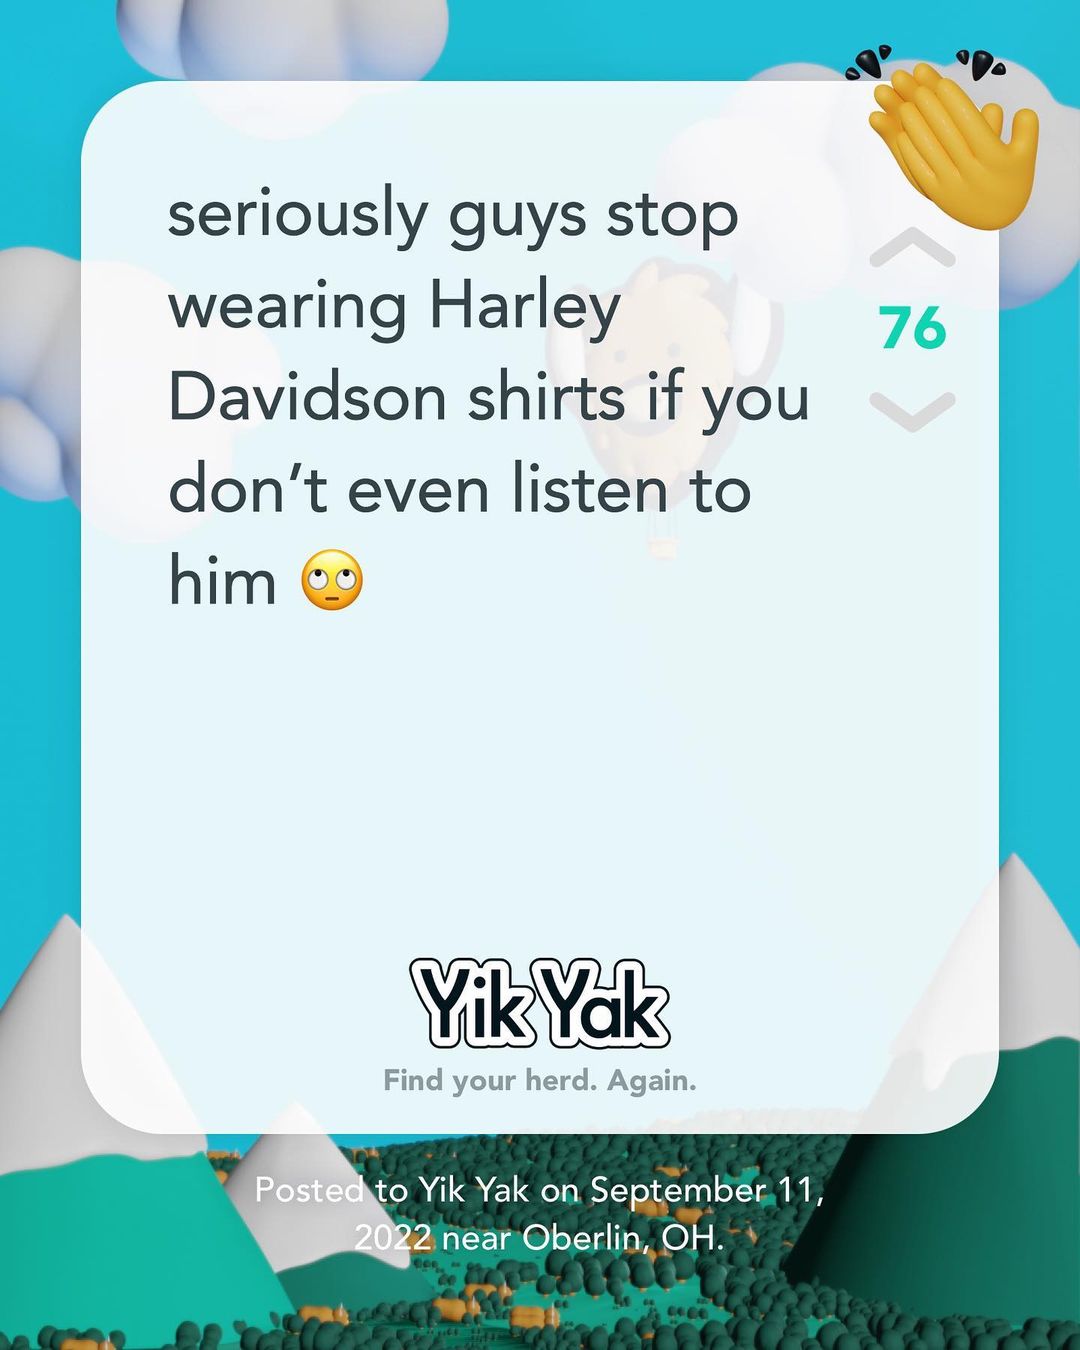 seriously guys stop
wearing Harley
Davidson shirts if you
don’t even listen to
him 🙄
76
Yik Yak
Find your herd. Again.
Posted to Yik Yak on September 11,
2022 near Oberlin, OH.